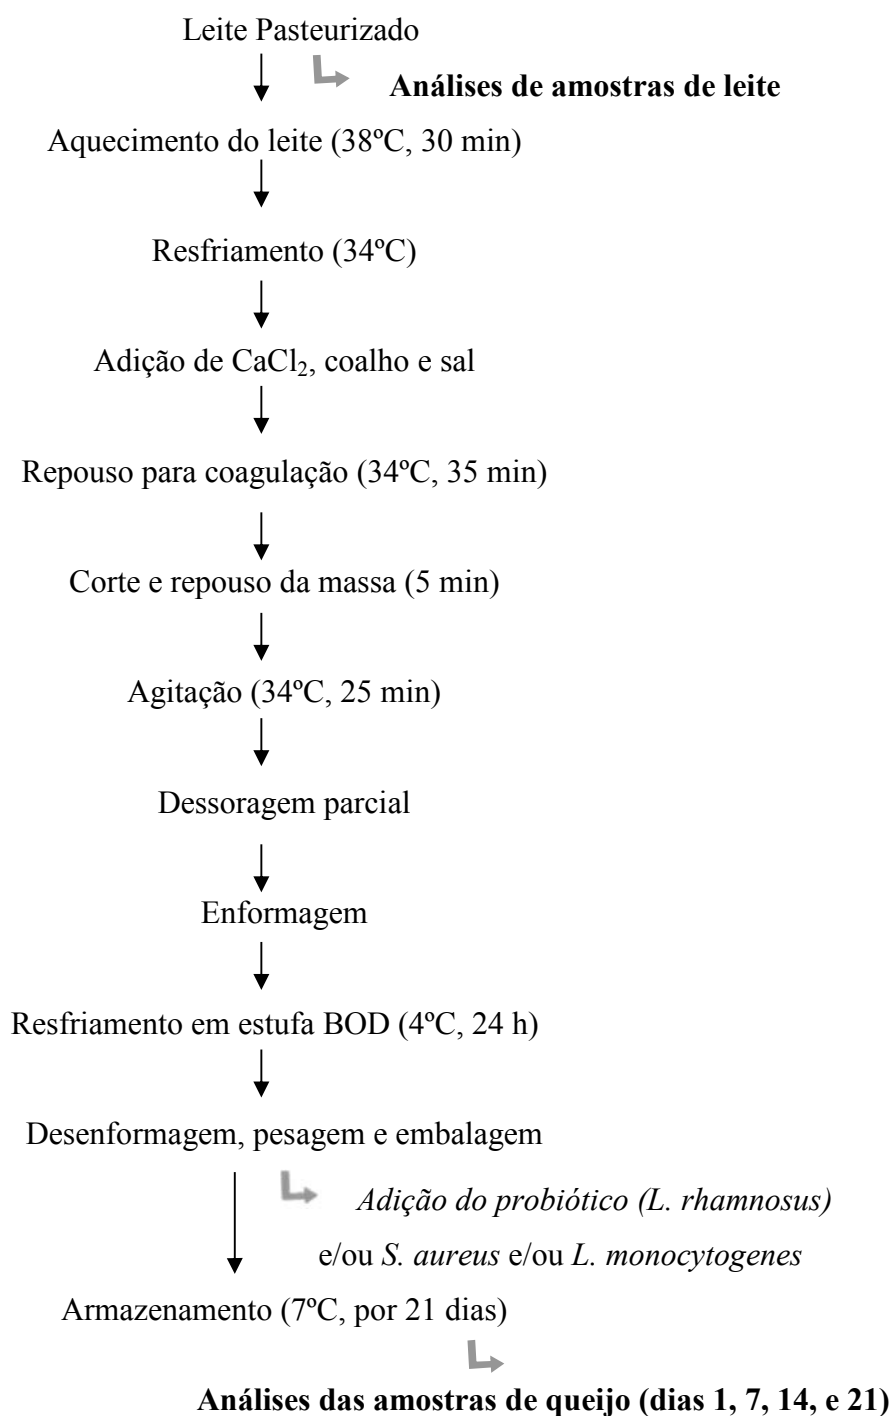 Leite Pasteurizado
Análises de amostras de leite
Aquecimento do leite (38ºC, 30 min)
Resfriamento (34ºC)
Adição de CaCl₂, coalho e sal
Repouso para coagulação (34ºC, 35 min)
Corte e repouso da massa (5 min)
Agitação (34ºC, 25 min)
Dessoragem parcial
Enformagem
Resfriamento em estufa BOD (4ºC, 24 h)
Desenformagem, pesagem e embalagem
Adição do probiótico (L. rhamnosus)
e/ou S. aureus e/ou L. monocytogenes
Armazenamento (7ºC, por 21 dias)
Análises das amostras de queijo (dias 1, 7, 14, e 21)